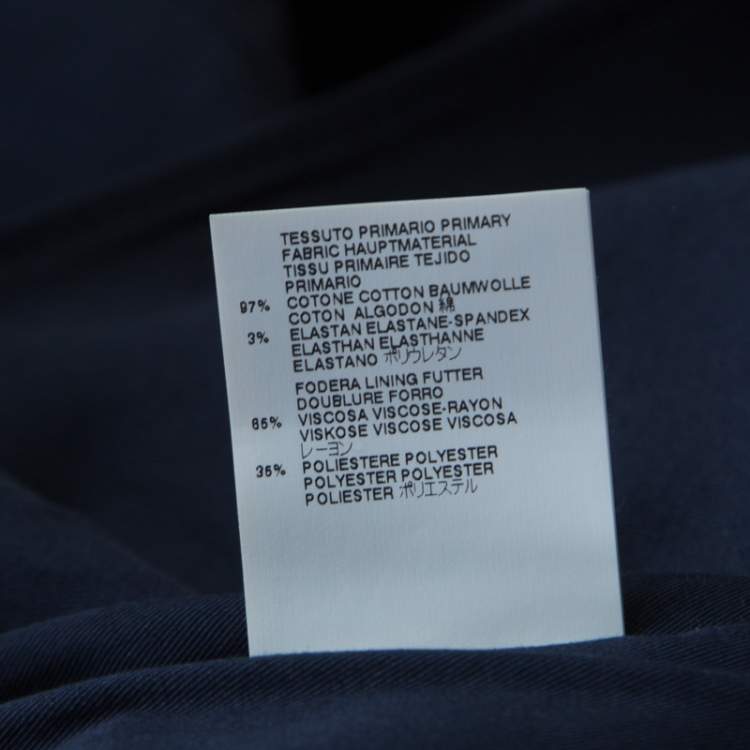 TESSUTO PRIMARIO PRIMARY
FABRIC HAUPTMATERIAL
TISSU PRIMAIRE TEJIDO
PRIMARIO
97% COTONE COTTON BAUMWOLLE
COTON ALGODON 綿
3% ELASTAN ELASTANE-SPANDEX
ELASTHAN ELASTHANNE
ELASTANO ポリウレタン
FODERA LINING FUTTER
DOUBLURE FORRO
65% VISCOSA VISCOSE-RAYON
VISKOSE VISCOSE VISCOSA
レーヨン
35% POLIESTERE POLYESTER
POLYESTER POLYESTER
POLIESTER ポリエステル